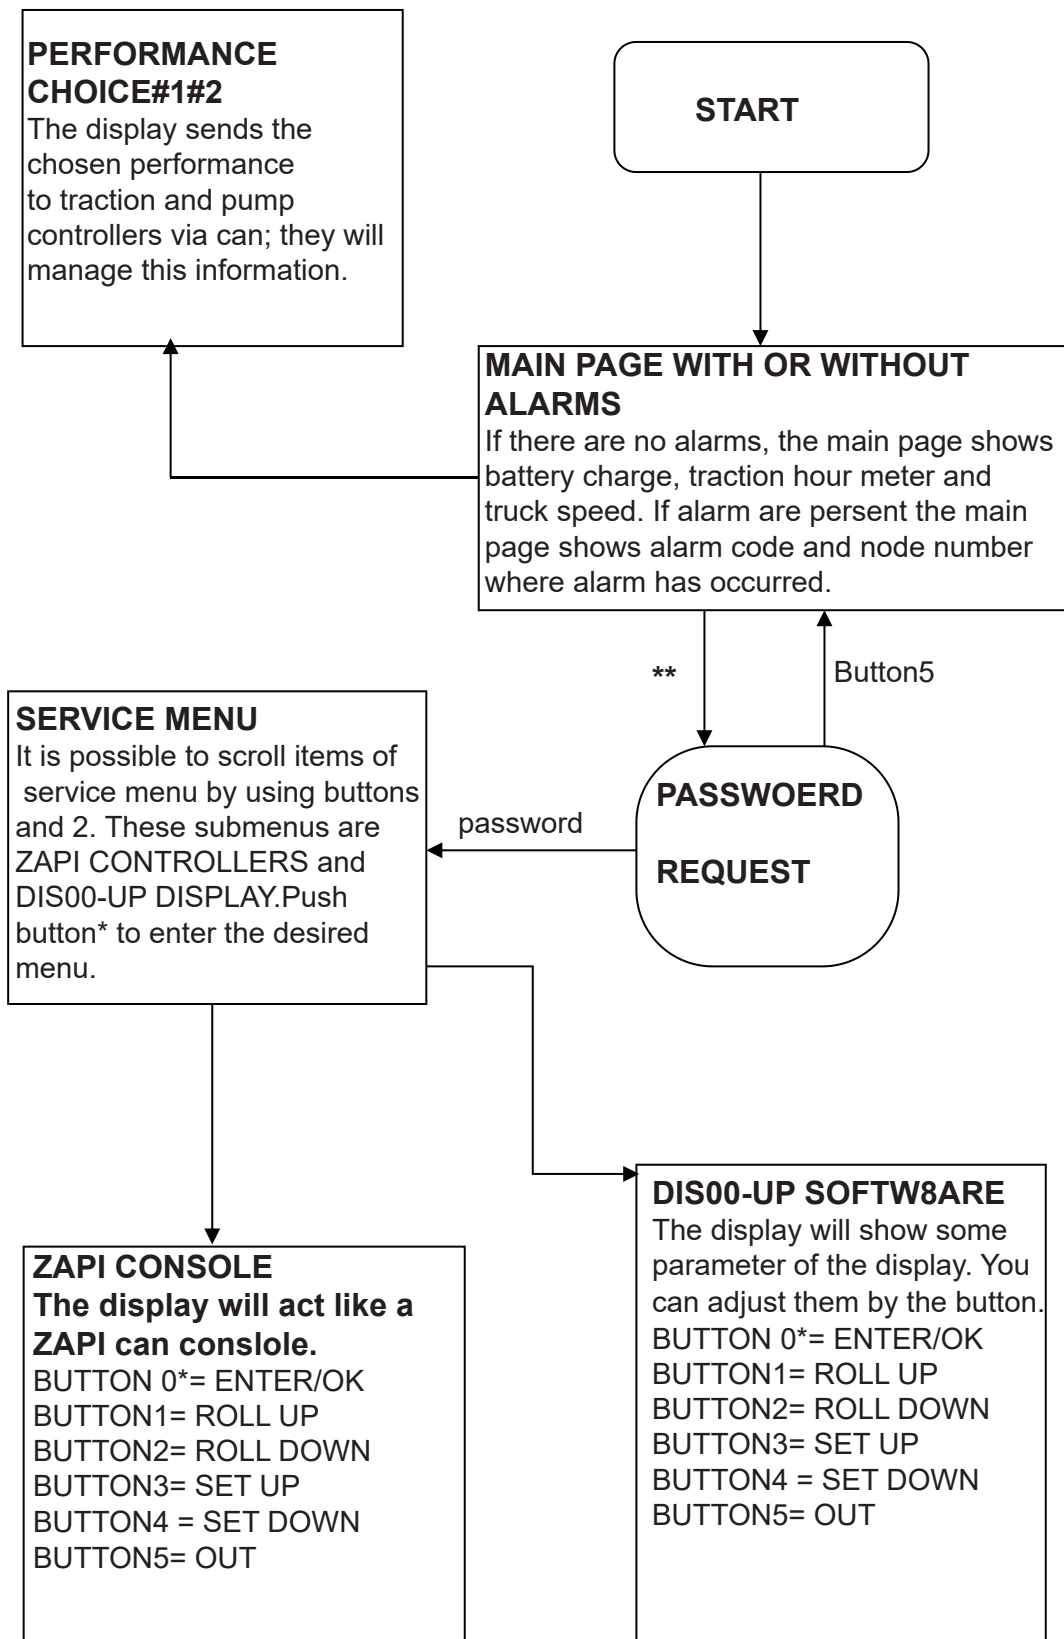 PERFORMANCE
CHOICE#1#2
The display sends the
chosen performance
to traction and pump
controllers via can; they will
manage this information.
START
MAIN PAGE WITH OR WITHOUT
ALARMS
If there are no alarms, the main page shows
battery charge, traction hour meter and
truck speed. If alarm are persent the main
page shows alarm code and node number
where alarm has occurred.
**
Button5
SERVICE MENU
It is possible to scroll items of
service menu by using buttons
and 2. These submenus are
ZAPI CONTROLLERS and
DIS00-UP DISPLAY.Push
button* to enter the desired
menu.
password
PASSWOERD
REQUEST
ZAPI CONSOLE
The display will act like a
ZAPI can conslole.
BUTTON 0*= ENTER/OK
BUTTON1= ROLL UP
BUTTON2= ROLL DOWN
BUTTON3= SET UP
BUTTON4 = SET DOWN
BUTTON5= OUT
DIS00-UP SOFTW8ARE
The display will show some
parameter of the display. You
can adjust them by the button.
BUTTON 0*= ENTER/OK
BUTTON1= ROLL UP
BUTTON2= ROLL DOWN
BUTTON3= SET UP
BUTTON4 = SET DOWN
BUTTON5= OUT